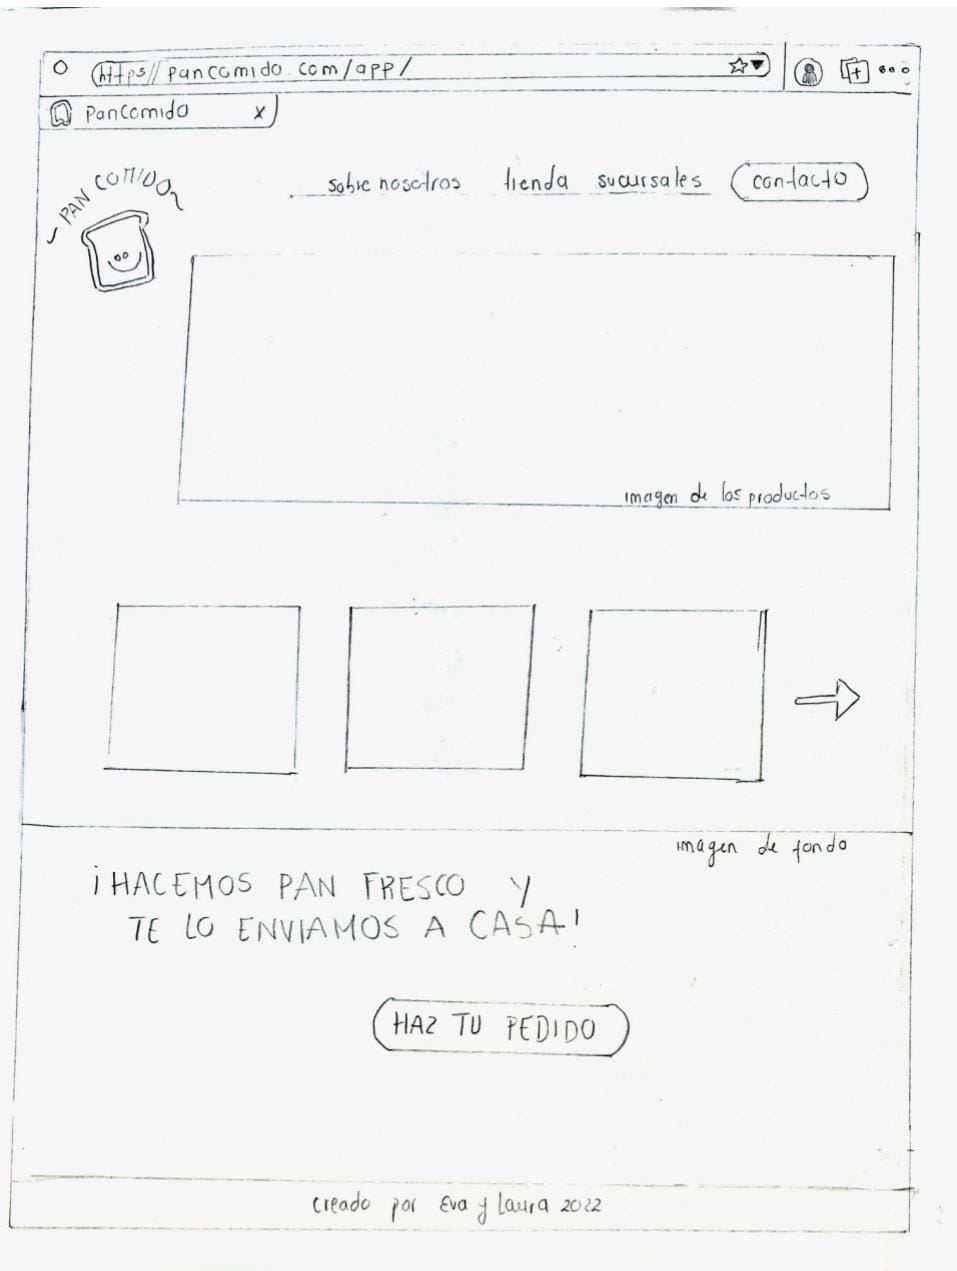 https// pancomido.com/app/
Pancomido x
PAN COMIDO
sobre nosotros tienda sucursales contacto
imagen de los productos
imagen de fondo
¡HACEMOS PAN FRESCO Y
TE LO ENVIAMOS A CASA!
HAZ TU PEDIDO
creado por Eva y Laura 2022